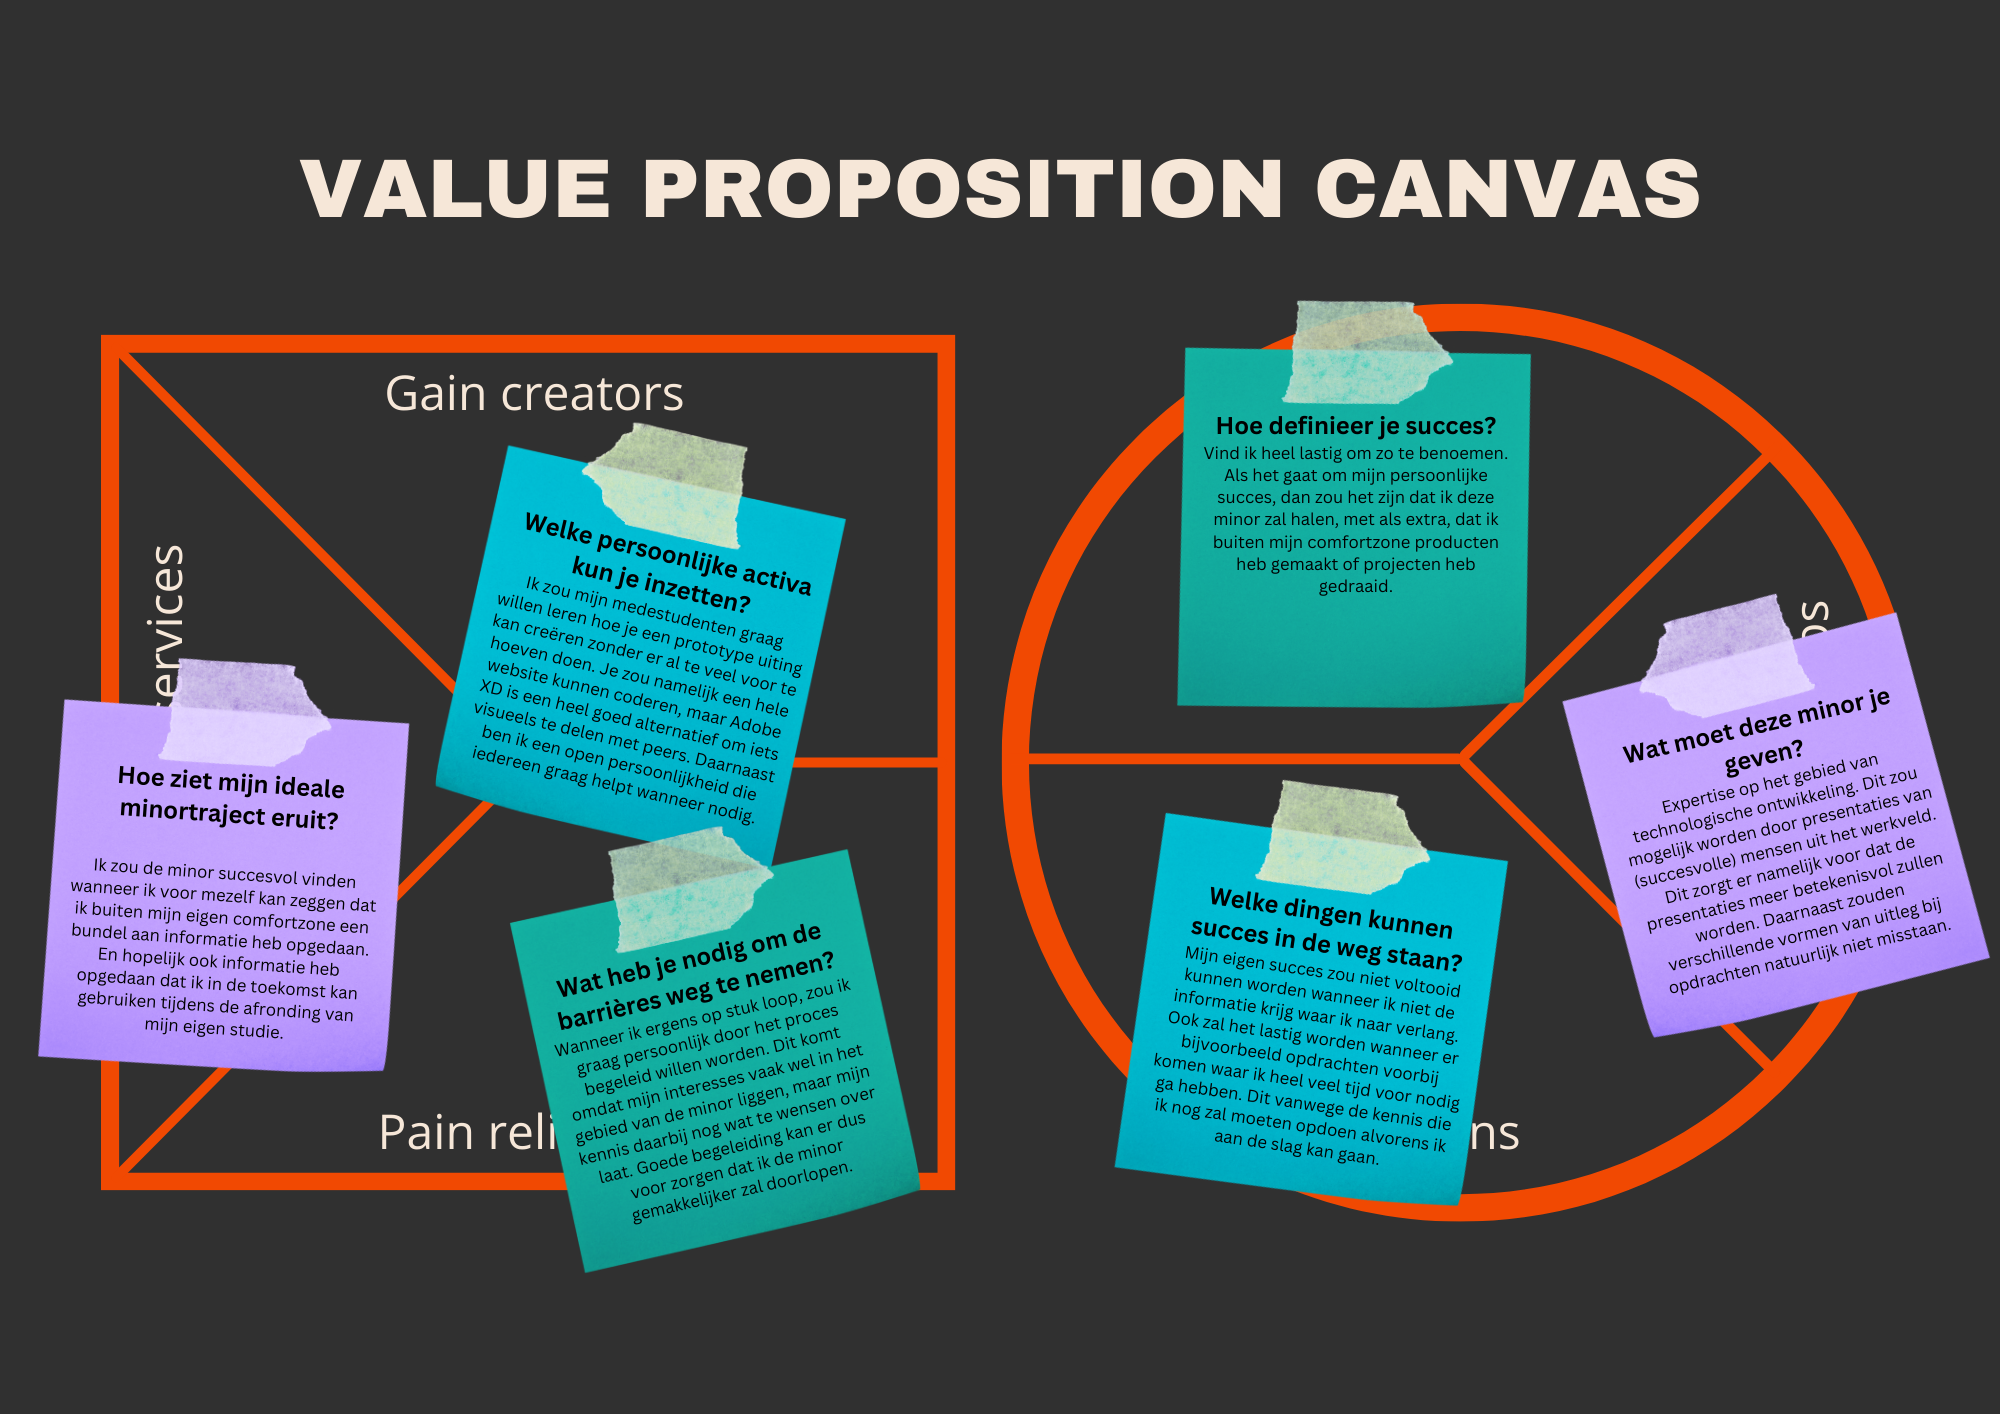 VALUE PROPOSITION CANVAS
Gain creators
Welke persoonlijke activa
kun je inzetten?
Ik zou mijn medestudenten graag
willen leren hoe je een prototype uiting
kan creëren zonder er al te veel voor te
hoeven doen. Je zou namelijk een hele
website kunnen coderen, maar Adobe
XD is een heel goed alternatief om iets
visueels te delen met peers. Daarnaast
ben ik een open persoonlijkheid die
iedereen graag helpt wanneer nodig.
Hoe ziet mijn ideale
minortraject eruit?
Ik zou de minor succesvol vinden
wanneer ik voor mezelf kan zeggen dat
ik buiten mijn eigen comfortzone een
bundel aan informatie heb opgedaan.
En hopelijk ook informatie heb
opgedaan dat ik in de toekomst kan
gebruiken tijdens de afronding van
mijn eigen studie.
Wat heb je nodig om de
barrières weg te nemen?
Wanneer ik ergens op stuk loop, zou ik
graag persoonlijk door het proces
begeleid willen worden. Dit komt
omdat mijn interesses vaak wel in het
gebied van de minor liggen, maar mijn
kennis daarbij nog wat te wensen over
laat. Goede begeleiding kan er dus
voor zorgen dat ik de minor
gemakkelijker zal doorlopen.
Pain reli
ervices
Hoe definieer je succes?
Vind ik heel lastig om zo te benoemen.
Als het gaat om mijn persoonlijke
succes, dan zou het zijn dat ik deze
minor zal halen, met als extra, dat ik
buiten mijn comfortzone producten
heb gemaakt of projecten heb
gedraaid.
Wat moet deze minor je
geven?
Expertise op het gebied van
technologische ontwikkeling. Dit zou
mogelijk worden door presentaties van
(succesvolle) mensen uit het werkveld.
Dit zorgt er namelijk voor dat de
presentaties meer betekenisvol zullen
worden. Daarnaast zouden
verschillende vormen van uitleg bij
opdrachten natuurlijk niet misstaan.
Welke dingen kunnen
succes in de weg staan?
Mijn eigen succes zou niet voltooid
kunnen worden wanneer ik niet de
informatie krijg waar ik naar verlang.
Ook zal het lastig worden wanneer er
bijvoorbeeld opdrachten voorbij
komen waar ik heel veel tijd voor nodig
ga hebben. Dit vanwege de kennis die
ik nog zal moeten opdoen alvorens ik
aan de slag kan gaan.
ns